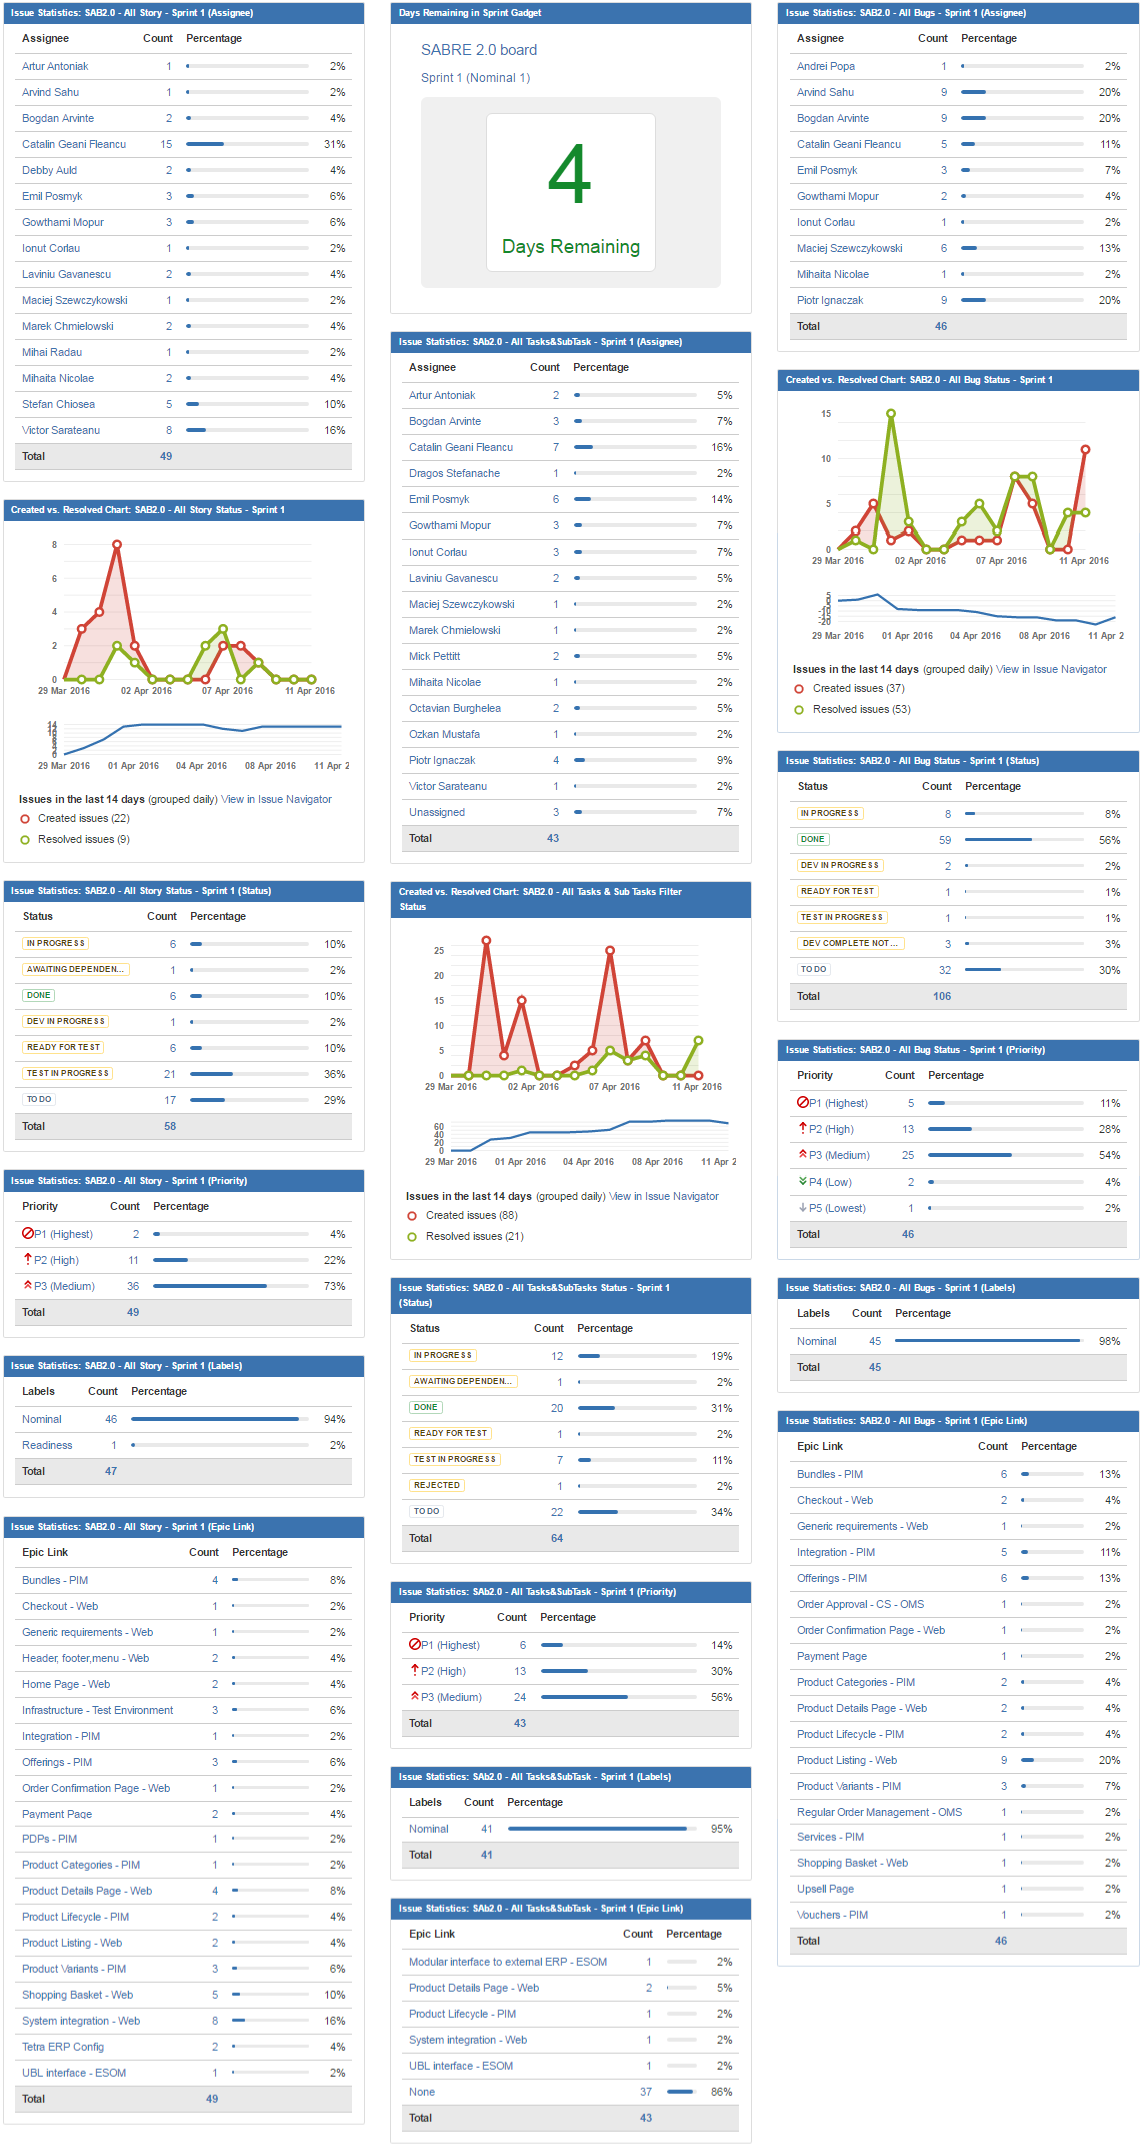 Issue Statistics: SAB2.0 - All Story - Sprint 1 (Assignee)
Assignee Count Percentage
Artur Antoniak 1 2%
Arvind Sahu 1 2%
Bogdan Arvinte 2 4%
Catalin Geani Fleancu 15 31%
Debby Auld 2 4%
Emil Posmyk 3 6%
Gowthami Mopur 3 6%
Ionut Corlau 1 2%
Laviniu Gavanescu 2 4%
Maciej Szewczykowski 1 2%
Marek Chmielowski 2 4%
Mihai Radau 1 2%
Mihaita Nicolae 2 4%
Stefan Chiosea 5 10%
Victor Sarateanu 8 16%
Total 49
Created vs. Resolved Chart: SAB2.0 - All Story Status - Sprint 1
8
6
4
2
0
29 Mar 2016 02 Apr 2016 07 Apr 2016 11 Apr 2016
14
0
29 Mar 2016 01 Apr 2016 04 Apr 2016 08 Apr 2016 11 Apr 2
Issues in the last 14 days (grouped daily) View in Issue Navigator
Created issues (22)
Resolved issues (9)
Issue Statistics: SAB2.0 - All Story Status - Sprint 1 (Status)
Status Count Percentage
IN PROGRESS 6 10%
AWAITING DEPENDEN... 1 2%
DONE 6 10%
DEV IN PROGRESS 1 2%
READY FOR TEST 6 10%
TEST IN PROGRESS 21 36%
TO DO 17 29%
Total 58
Issue Statistics: SAB2.0 - All Story - Sprint 1 (Priority)
Priority Count Percentage
P1 (Highest) 2 4%
P2 (High) 11 22%
P3 (Medium) 36 73%
Total 49
Issue Statistics: SAB2.0 - All Story - Sprint 1 (Labels)
Labels Count Percentage
Nominal 46 94%
Readiness 1 2%
Total 47
Issue Statistics: SAB2.0 - All Story - Sprint 1 (Epic Link)
Epic Link Count Percentage
Bundles - PIM 4 8%
Checkout - Web 1 2%
Generic requirements - Web 1 2%
Header, footer,menu - Web 2 4%
Home Page - Web 2 4%
Infrastructure - Test Environment 3 6%
Integration - PIM 1 2%
Offerings - PIM 3 6%
Order Confirmation Page - Web 1 2%
Payment Page 2 4%
PDPs - PIM 1 2%
Product Categories - PIM 1 2%
Product Details Page - Web 4 8%
Product Lifecycle - PIM 2 4%
Product Listing - Web 2 4%
Product Variants - PIM 3 6%
Shopping Basket - Web 5 10%
System integration - Web 8 16%
Tetra ERP Config 2 4%
UBL interface - ESOM 1 2%
Total 49
Days Remaining in Sprint Gadget
SABRE 2.0 board
Sprint 1 (Nominal 1)
4
Days Remaining
Issue Statistics: SAb2.0 - All Tasks&SubTask - Sprint 1 (Assignee)
Assignee Count Percentage
Artur Antoniak 2 5%
Bogdan Arvinte 3 7%
Catalin Geani Fleancu 7 16%
Dragos Stefanache 1 2%
Emil Posmyk 6 14%
Gowthami Mopur 3 7%
Ionut Corlau 3 7%
Laviniu Gavanescu 2 5%
Maciej Szewczykowski 1 2%
Marek Chmielowski 1 2%
Mick Pettitt 2 5%
Mihaita Nicolae 1 2%
Octavian Burghelea 2 5%
Ozkan Mustafa 1 2%
Piotr Ignaczak 4 9%
Victor Sarateanu 1 2%
Unassigned 3 7%
Total 43
Created vs. Resolved Chart: SAB2.0 - All Tasks & Sub Tasks Filter
Status
25
20
15
10
5
0
29 Mar 2016 02 Apr 2016 07 Apr 2016 11 Apr 2016
60
40
20
0
29 Mar 2016 01 Apr 2016 04 Apr 2016 08 Apr 2016 11 Apr 2
Issues in the last 14 days (grouped daily) View in Issue Navigator
Created issues (88)
Resolved issues (21)
Issue Statistics: SAB2.0 - All Tasks&SubTasks Status - Sprint 1
(Status)
Status Count Percentage
IN PROGRESS 12 19%
AWAITING DEPENDEN... 1 2%
DONE 20 31%
READY FOR TEST 1 2%
TEST IN PROGRESS 7 11%
REJECTED 1 2%
TO DO 22 34%
Total 64
Issue Statistics: SAb2.0 - All Tasks&SubTask - Sprint 1 (Priority)
Priority Count Percentage
P1 (Highest) 6 14%
P2 (High) 13 30%
P3 (Medium) 24 56%
Total 43
Issue Statistics: SAb2.0 - All Tasks&SubTask - Sprint 1 (Labels)
Labels Count Percentage
Nominal 41 95%
Total 41
Issue Statistics: SAb2.0 - All Tasks&SubTask - Sprint 1 (Epic Link)
Epic Link Count Percentage
Modular interface to external ERP - ESOM 1 2%
Product Details Page - Web 2 5%
Product Lifecycle - PIM 1 2%
System integration - Web 1 2%
UBL interface - ESOM 1 2%
None 37 86%
Total 43
Issue Statistics: SAB2.0 - All Bugs - Sprint 1 (Assignee)
Assignee Count Percentage
Andrei Popa 1 2%
Arvind Sahu 9 20%
Bogdan Arvinte 9 20%
Catalin Geani Fleancu 5 11%
Emil Posmyk 3 7%
Gowthami Mopur 2 4%
Ionut Corlau 1 2%
Maciej Szewczykowski 6 13%
Mihaita Nicolae 1 2%
Piotr Ignaczak 9 20%
Total 46
Created vs. Resolved Chart: SAB2.0 - All Bug Status - Sprint 1
15
10
5
0
29 Mar 2016 02 Apr 2016 07 Apr 2016 11 Apr 2016
5
-20
29 Mar 2016 01 Apr 2016 04 Apr 2016 08 Apr 2016 11 Apr 2
Issues in the last 14 days (grouped daily) View in Issue Navigator
Created issues (37)
Resolved issues (53)
Issue Statistics: SAB2.0 - All Bug Status - Sprint 1 (Status)
Status Count Percentage
IN PROGRESS 8 8%
DONE 59 56%
DEV IN PROGRESS 2 2%
READY FOR TEST 1 1%
TEST IN PROGRESS 1 1%
DEV COMPLETE NOT ... 3 3%
TO DO 32 30%
Total 106
Issue Statistics: SAB2.0 - All Bug Status - Sprint 1 (Priority)
Priority Count Percentage
P1 (Highest) 5 11%
P2 (High) 13 28%
P3 (Medium) 25 54%
P4 (Low) 2 4%
P5 (Lowest) 1 2%
Total 46
Issue Statistics: SAB2.0 - All Bugs - Sprint 1 (Labels)
Labels Count Percentage
Nominal 45 98%
Total 45
Issue Statistics: SAB2.0 - All Bugs - Sprint 1 (Epic Link)
Epic Link Count Percentage
Bundles - PIM 6 13%
Checkout - Web 2 4%
Generic requirements - Web 1 2%
Integration - PIM 5 11%
Offerings - PIM 6 13%
Order Approval - CS - OMS 1 2%
Order Confirmation Page - Web 1 2%
Payment Page 1 2%
Product Categories - PIM 2 4%
Product Details Page - Web 2 4%
Product Lifecycle - PIM 2 4%
Product Listing - Web 9 20%
Product Variants - PIM 3 7%
Regular Order Management - OMS 1 2%
Services - PIM 1 2%
Shopping Basket - Web 1 2%
Upsell Page 1 2%
Vouchers - PIM 1 2%
Total 46